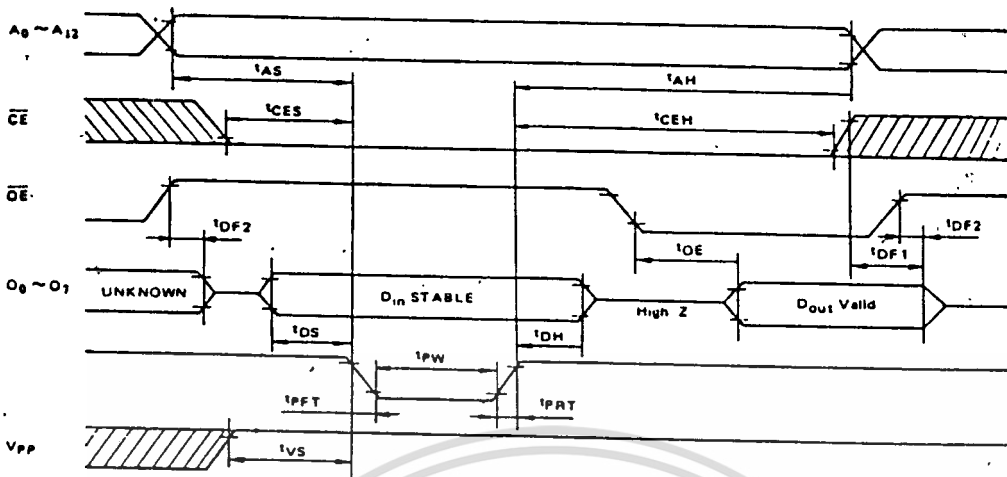 A0 ~ A12
tAS
tAH
CE
tCES
tCEH
OE
tDF2
tOE
tDF1
tDF2
O0 ~ O7
UNKNOWN
Din STABLE
High Z
Dout Valid
tDS
tDH
tPW
tPFT
tPRT
VPP
tVS